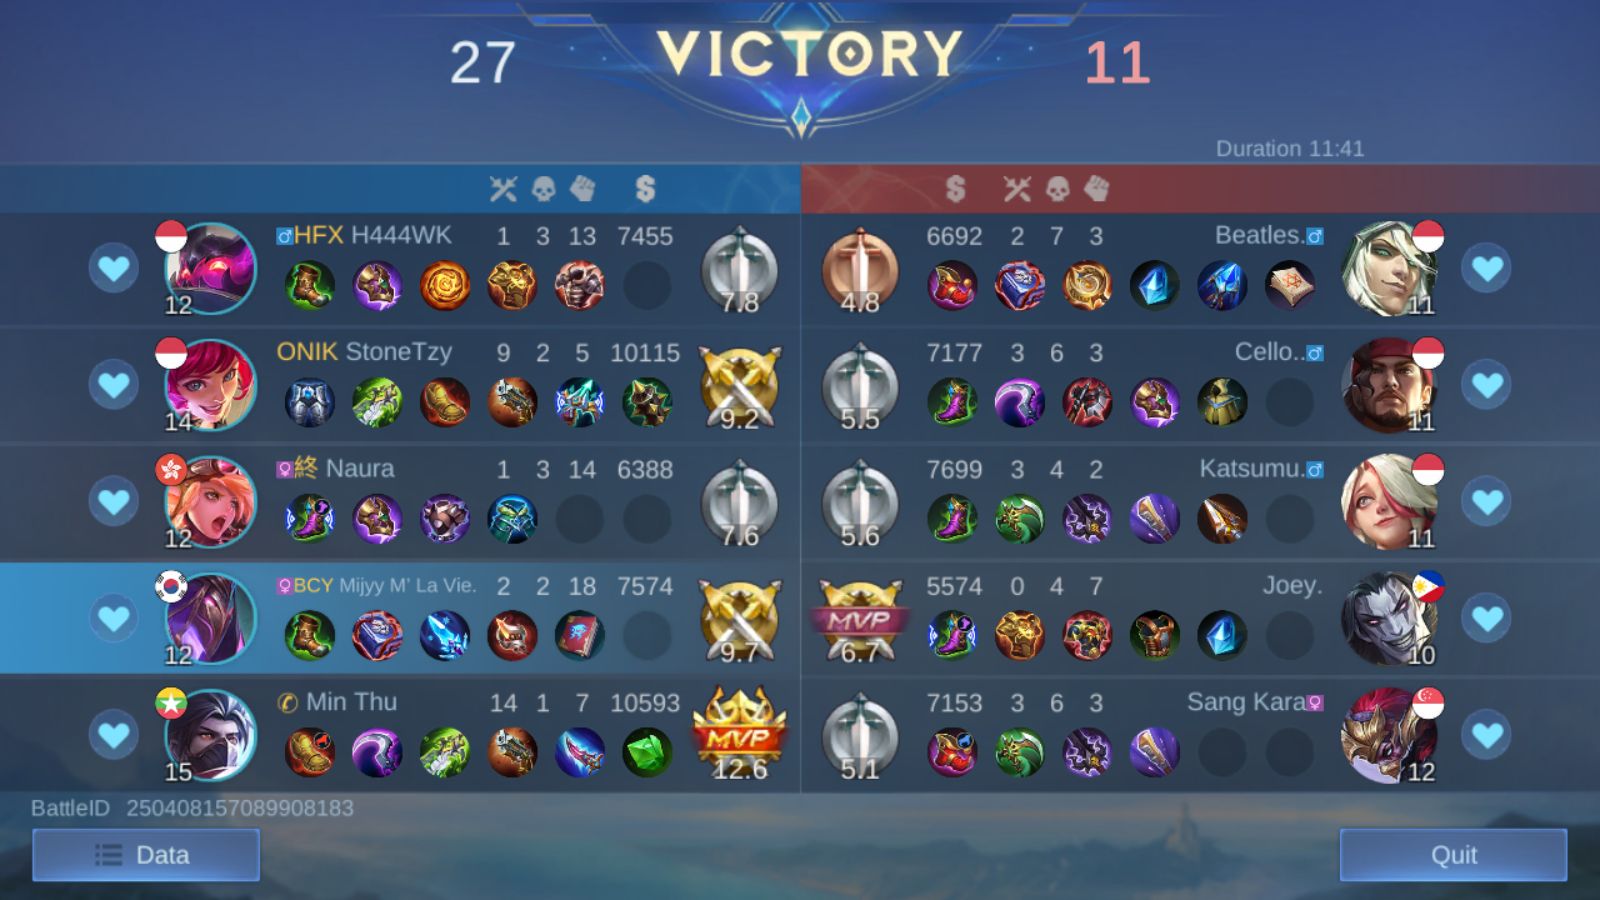 27 VICTORY 11
Duration 11:41
HFX H444WK 1 3 13 7455
12 7.8
6692 2 7 3 Beatles.
4.8 11
ONIK StoneTzy 9 2 5 10115
14 9.2
7177 3 6 3 Cello..
5.5 11
終 Naura 1 3 14 6388
12 7.6
7699 3 4 2 Katsumu.
5.6 11
BCY Mijyy M' La Vie. 2 2 18 7574
12 9.7
5574 0 4 7 Joey.
MVP
6.7 10
Min Thu 14 1 7 10593
MVP
15 12.6
7153 3 6 3 Sang Kara
5.1 12
BattleID 250408157089908183
Data
Quit